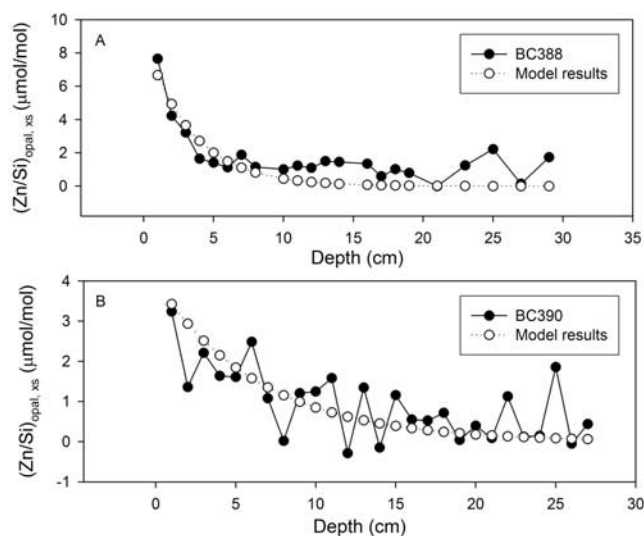 A
BC388
Model results
(Zn/Si)opal, xs (μmol/mol)
10
8
6
4
2
0
0 5 10 15 20 25 30 35
Depth (cm)
B
BC390
Model results
(Zn/Si)opal, xs (μmol/mol)
4
3
2
1
0
-1
-5 0 5 10 15 20 25 30
Depth (cm)